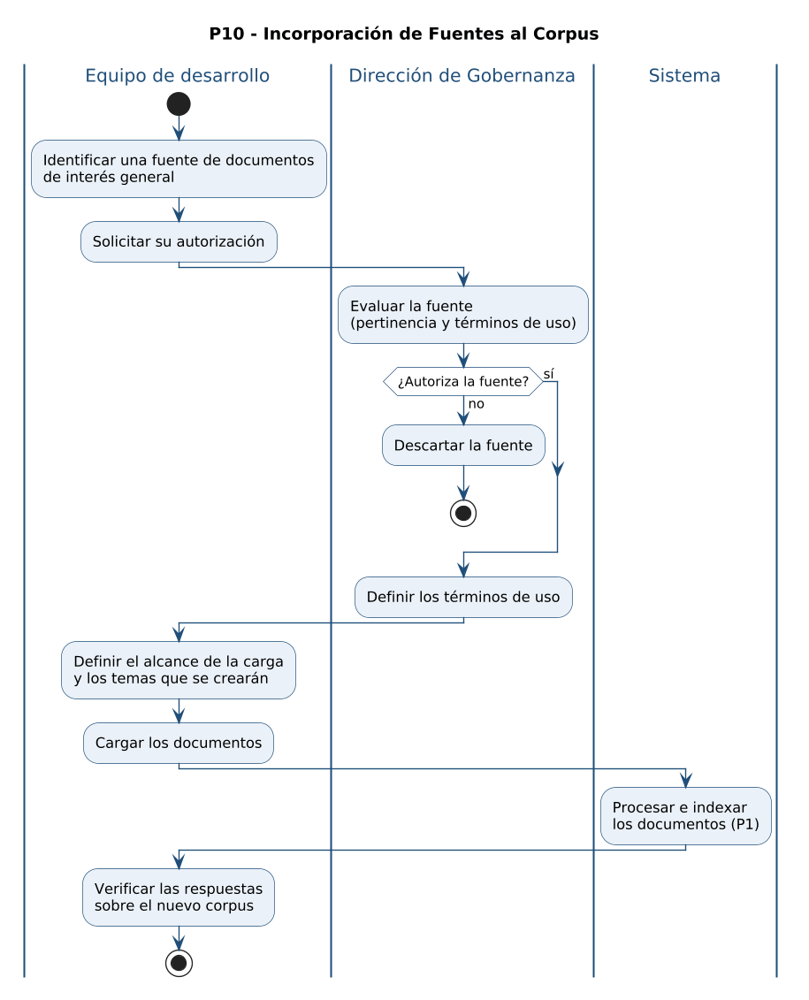 P10 - Incorporación de Fuentes al Corpus
Equipo de desarrollo
Dirección de Gobernanza
Sistema
Identificar una fuente de documentos
de interés general
Solicitar su autorización
Evaluar la fuente
(pertinencia y términos de uso)
¿Autoriza la fuente?
sí
no
Descartar la fuente
Definir los términos de uso
Definir el alcance de la carga
y los temas que se crearán
Cargar los documentos
Procesar e indexar
los documentos (P1)
Verificar las respuestas
sobre el nuevo corpus